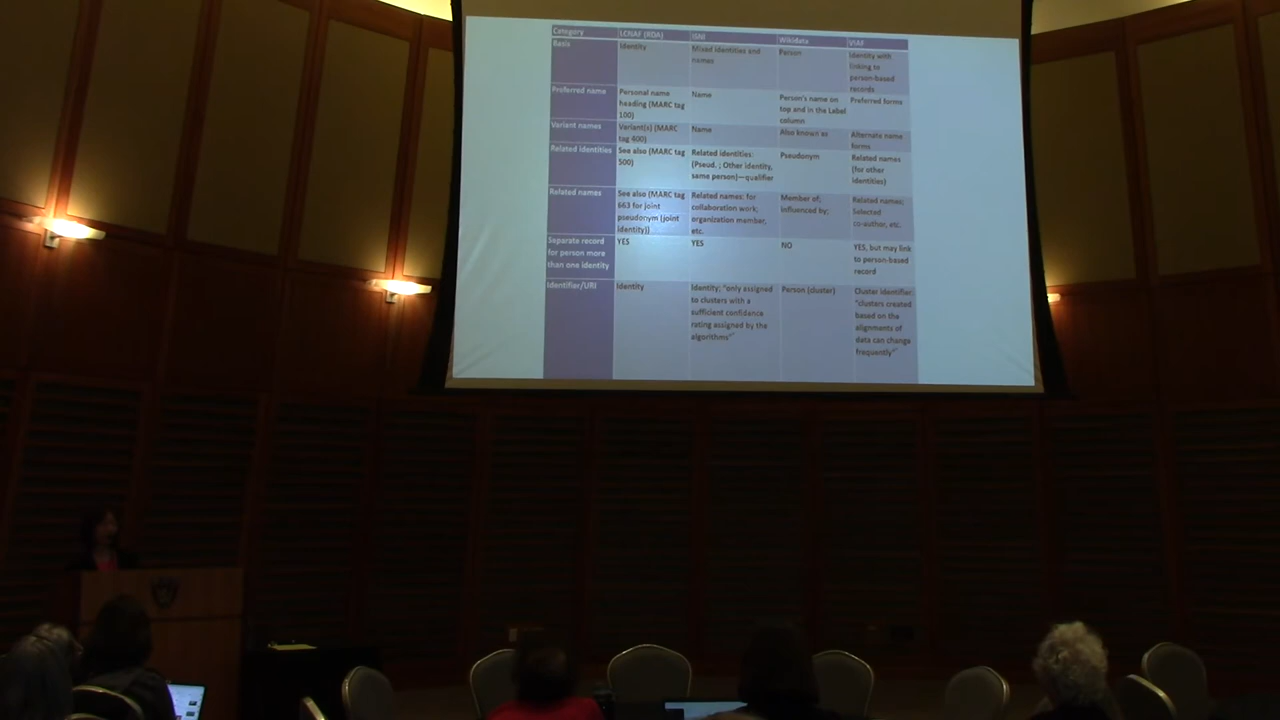 Category LCNAF (RDA) ISNI Wikidata VIAF
Basis Identity Mixed identities and Person Identity with
names linking to
person-based
records
Preferred name Personal name Name Person's name on Preferred forms
heading (MARC tag top and in the Label
100) column
Variant names Variant(s) (MARC Name Also known as Alternate name
tag 400) forms
Related identities See also (MARC tag Related identities: Pseudonym Related names
500) (Pseud. ; Other identity, (for other
same person)—qualifier identities)
Related names See also (MARC tag Related names: for Member of; Related names;
663 for joint collaboration work; influenced by; Selected
pseudonym (joint organization member, co-author, etc.
identity)) etc.
Separate record YES YES NO YES, but may link
for person more to person-based
than one identity record
Identifier/URI Identity Identity; "only assigned Person (cluster) Cluster identifier:
to clusters with a "clusters created
sufficient confidence based on the
rating assigned by the alignments of
algorithms" data can change
frequently"